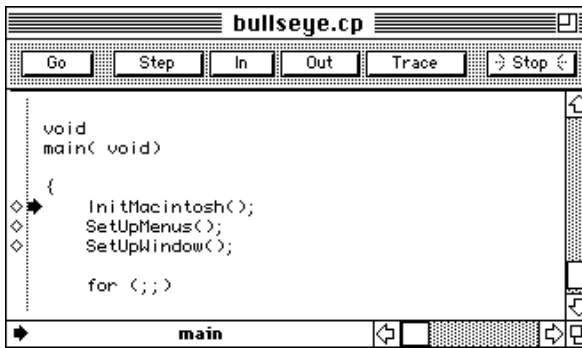 bullseye.cp
Go Step In Out Trace Stop
void
main( void)
{
InitMacintosh();
SetUpMenus();
SetUpWindow();
for (;;)
main